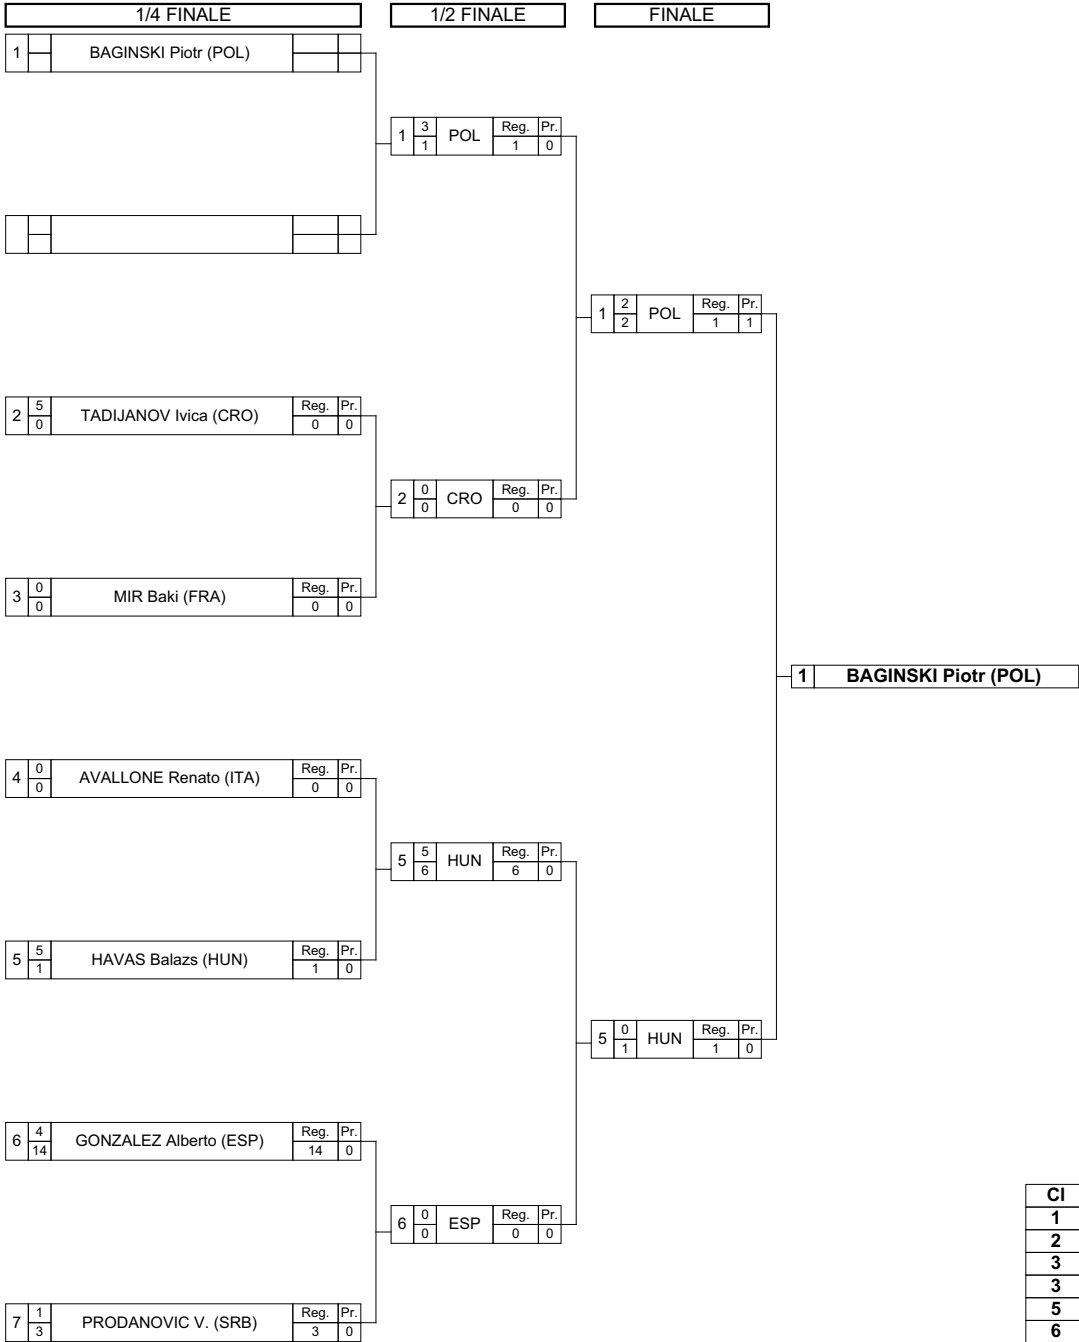 1/4 FINALE 1/2 FINALE FINALE
1 BAGINSKI Piotr (POL)
1 3 1 POL Reg. 1 Pr. 0
1 2 2 POL Reg. 1 Pr. 1
2 5 0 TADIJANOV Ivica (CRO) Reg. 0 Pr. 0
2 0 0 CRO Reg. 0 Pr. 0
3 0 0 MIR Baki (FRA) Reg. 0 Pr. 0
1 BAGINSKI Piotr (POL)
4 0 0 AVALLONE Renato (ITA) Reg. 0 Pr. 0
5 5 6 HUN Reg. 6 Pr. 0
5 5 1 HAVAS Balazs (HUN) Reg. 1 Pr. 0
5 0 1 HUN Reg. 1 Pr. 0
6 4 14 GONZALEZ Alberto (ESP) Reg. 14 Pr. 0
6 0 0 ESP Reg. 0 Pr. 0
7 1 3 PRODANOVIC V. (SRB) Reg. 3 Pr. 0
Cl
1
2
3
3
5
6